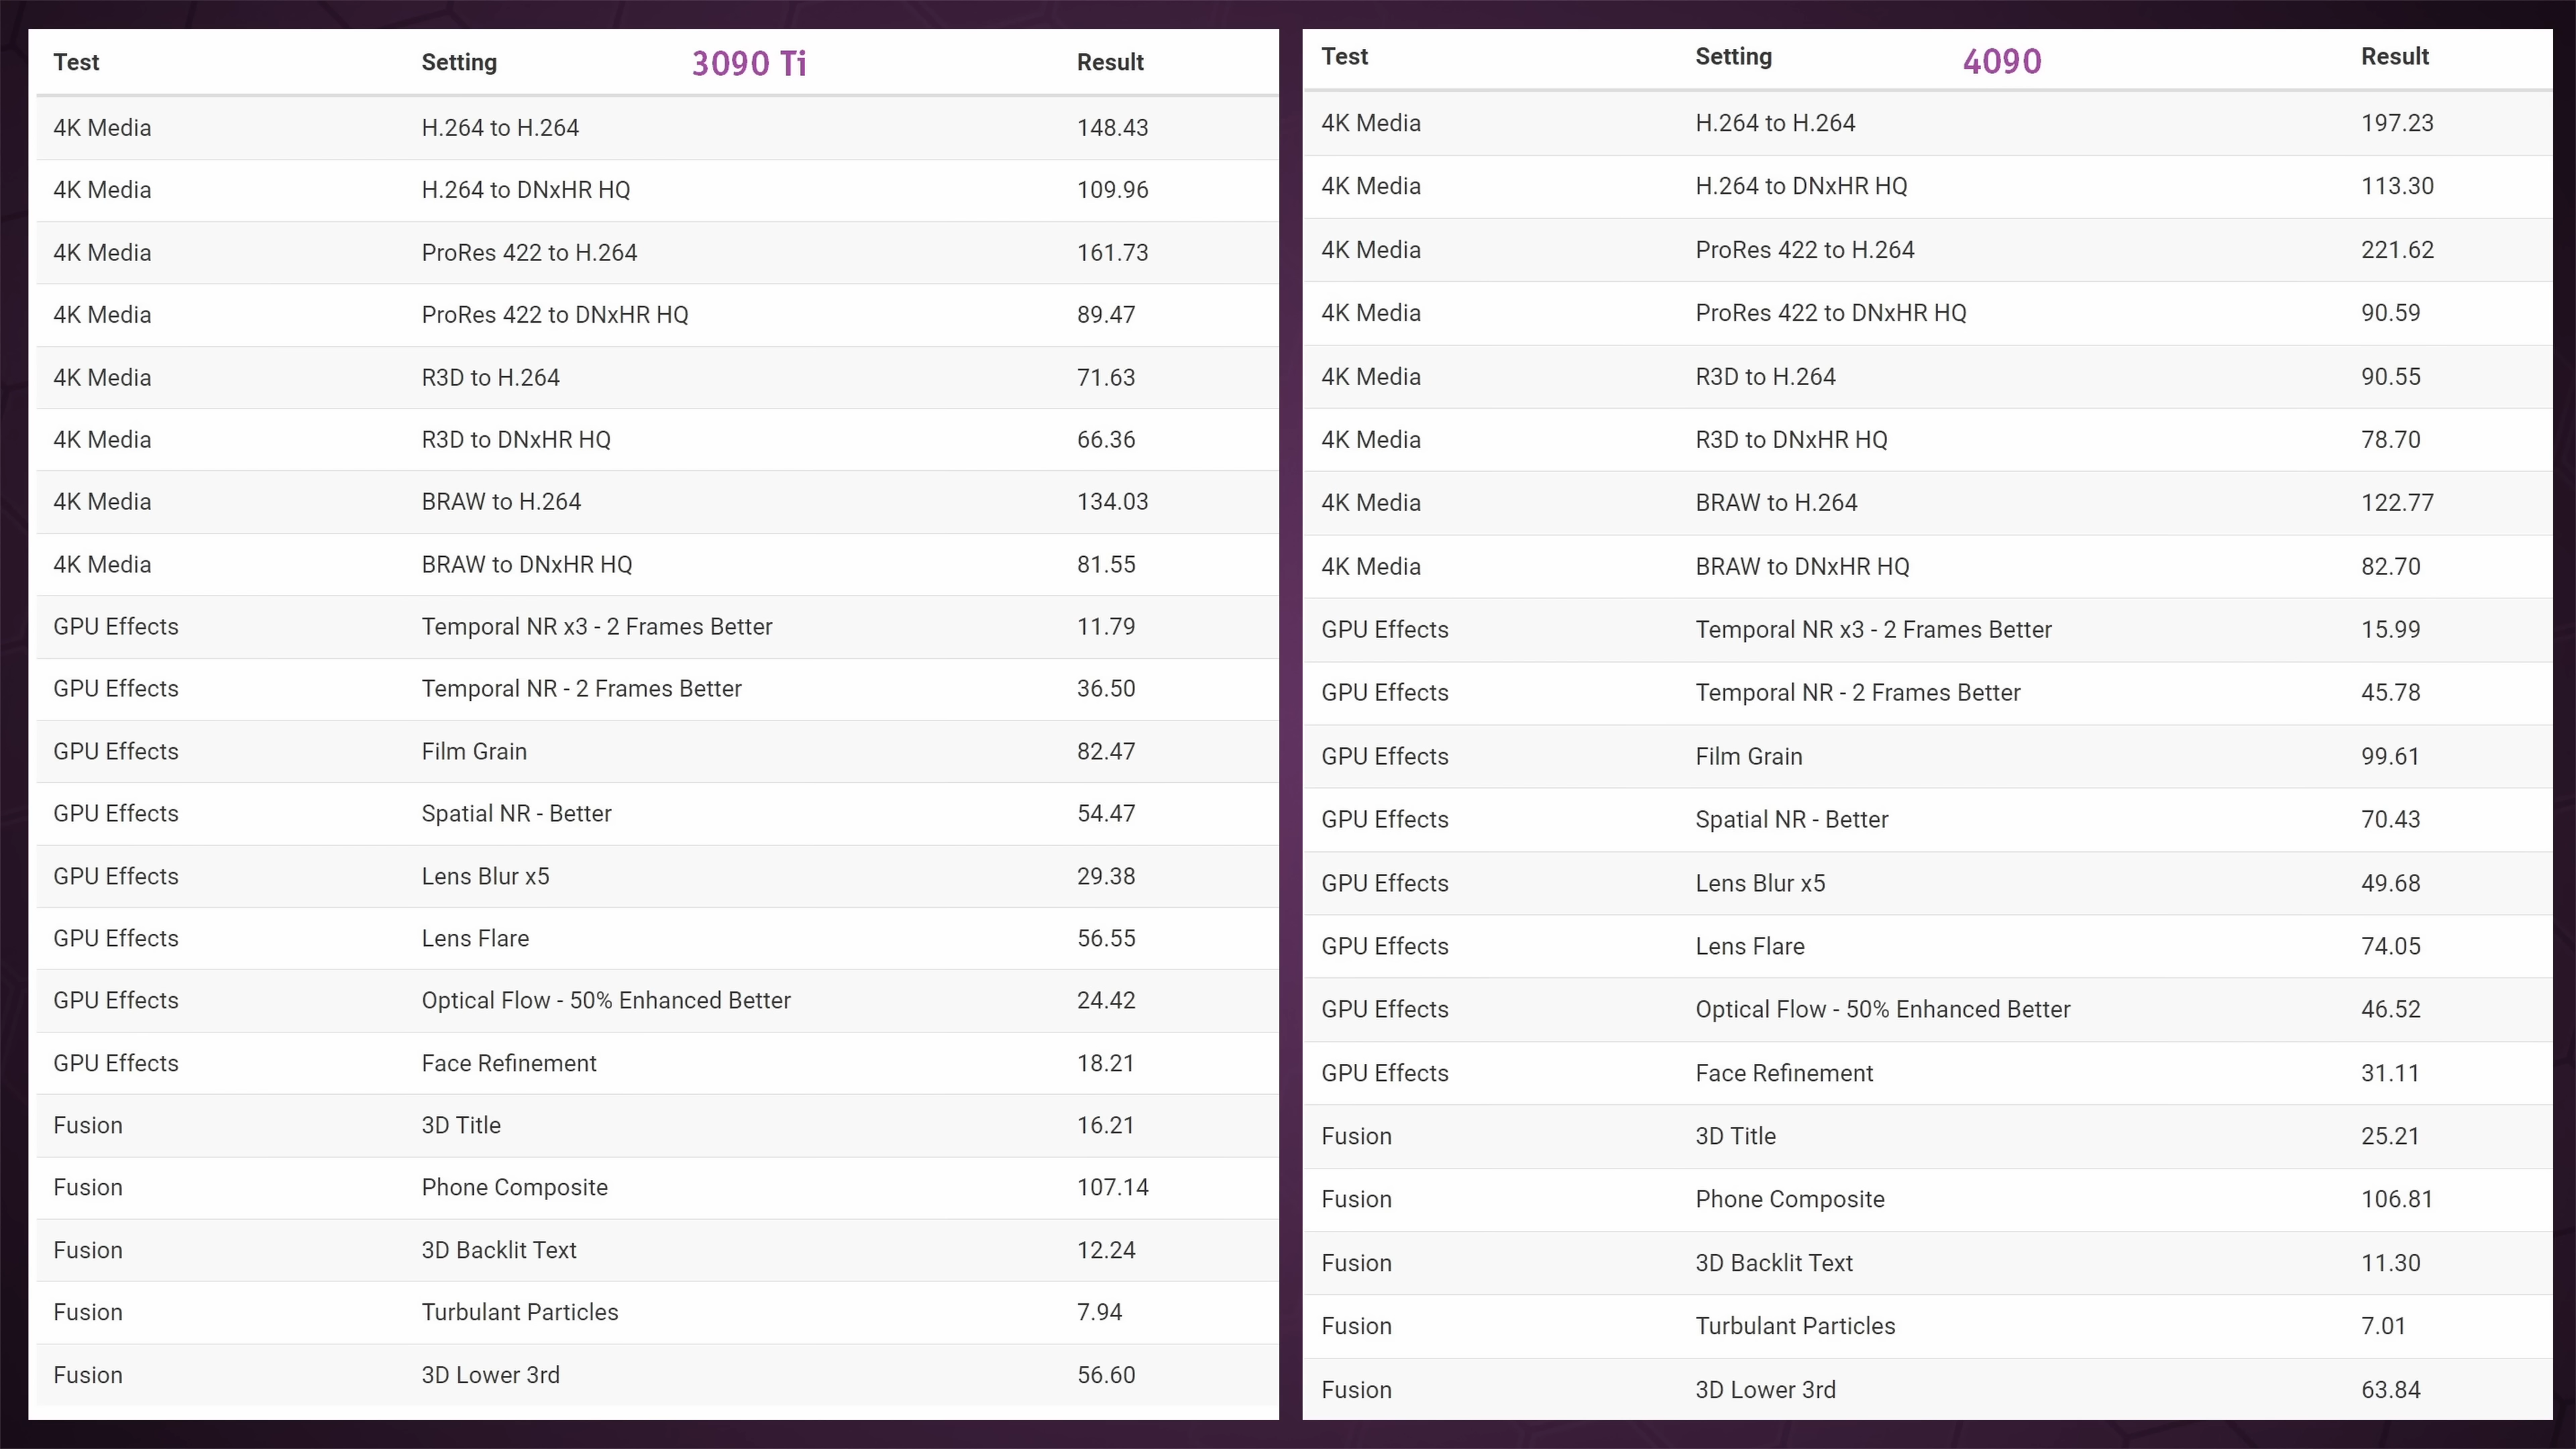 Test Setting 3090 Ti Result
4K Media H.264 to H.264 148.43
4K Media H.264 to DNxHR HQ 109.96
4K Media ProRes 422 to H.264 161.73
4K Media ProRes 422 to DNxHR HQ 89.47
4K Media R3D to H.264 71.63
4K Media R3D to DNxHR HQ 66.36
4K Media BRAW to H.264 134.03
4K Media BRAW to DNxHR HQ 81.55
GPU Effects Temporal NR x3 - 2 Frames Better 11.79
GPU Effects Temporal NR - 2 Frames Better 36.50
GPU Effects Film Grain 82.47
GPU Effects Spatial NR - Better 54.47
GPU Effects Lens Blur x5 29.38
GPU Effects Lens Flare 56.55
GPU Effects Optical Flow - 50% Enhanced Better 24.42
GPU Effects Face Refinement 18.21
Fusion 3D Title 16.21
Fusion Phone Composite 107.14
Fusion 3D Backlit Text 12.24
Fusion Turbulant Particles 7.94
Fusion 3D Lower 3rd 56.60
Test Setting 4090 Result
4K Media H.264 to H.264 197.23
4K Media H.264 to DNxHR HQ 113.30
4K Media ProRes 422 to H.264 221.62
4K Media ProRes 422 to DNxHR HQ 90.59
4K Media R3D to H.264 90.55
4K Media R3D to DNxHR HQ 78.70
4K Media BRAW to H.264 122.77
4K Media BRAW to DNxHR HQ 82.70
GPU Effects Temporal NR x3 - 2 Frames Better 15.99
GPU Effects Temporal NR - 2 Frames Better 45.78
GPU Effects Film Grain 99.61
GPU Effects Spatial NR - Better 70.43
GPU Effects Lens Blur x5 49.68
GPU Effects Lens Flare 74.05
GPU Effects Optical Flow - 50% Enhanced Better 46.52
GPU Effects Face Refinement 31.11
Fusion 3D Title 25.21
Fusion Phone Composite 106.81
Fusion 3D Backlit Text 11.30
Fusion Turbulant Particles 7.01
Fusion 3D Lower 3rd 63.84